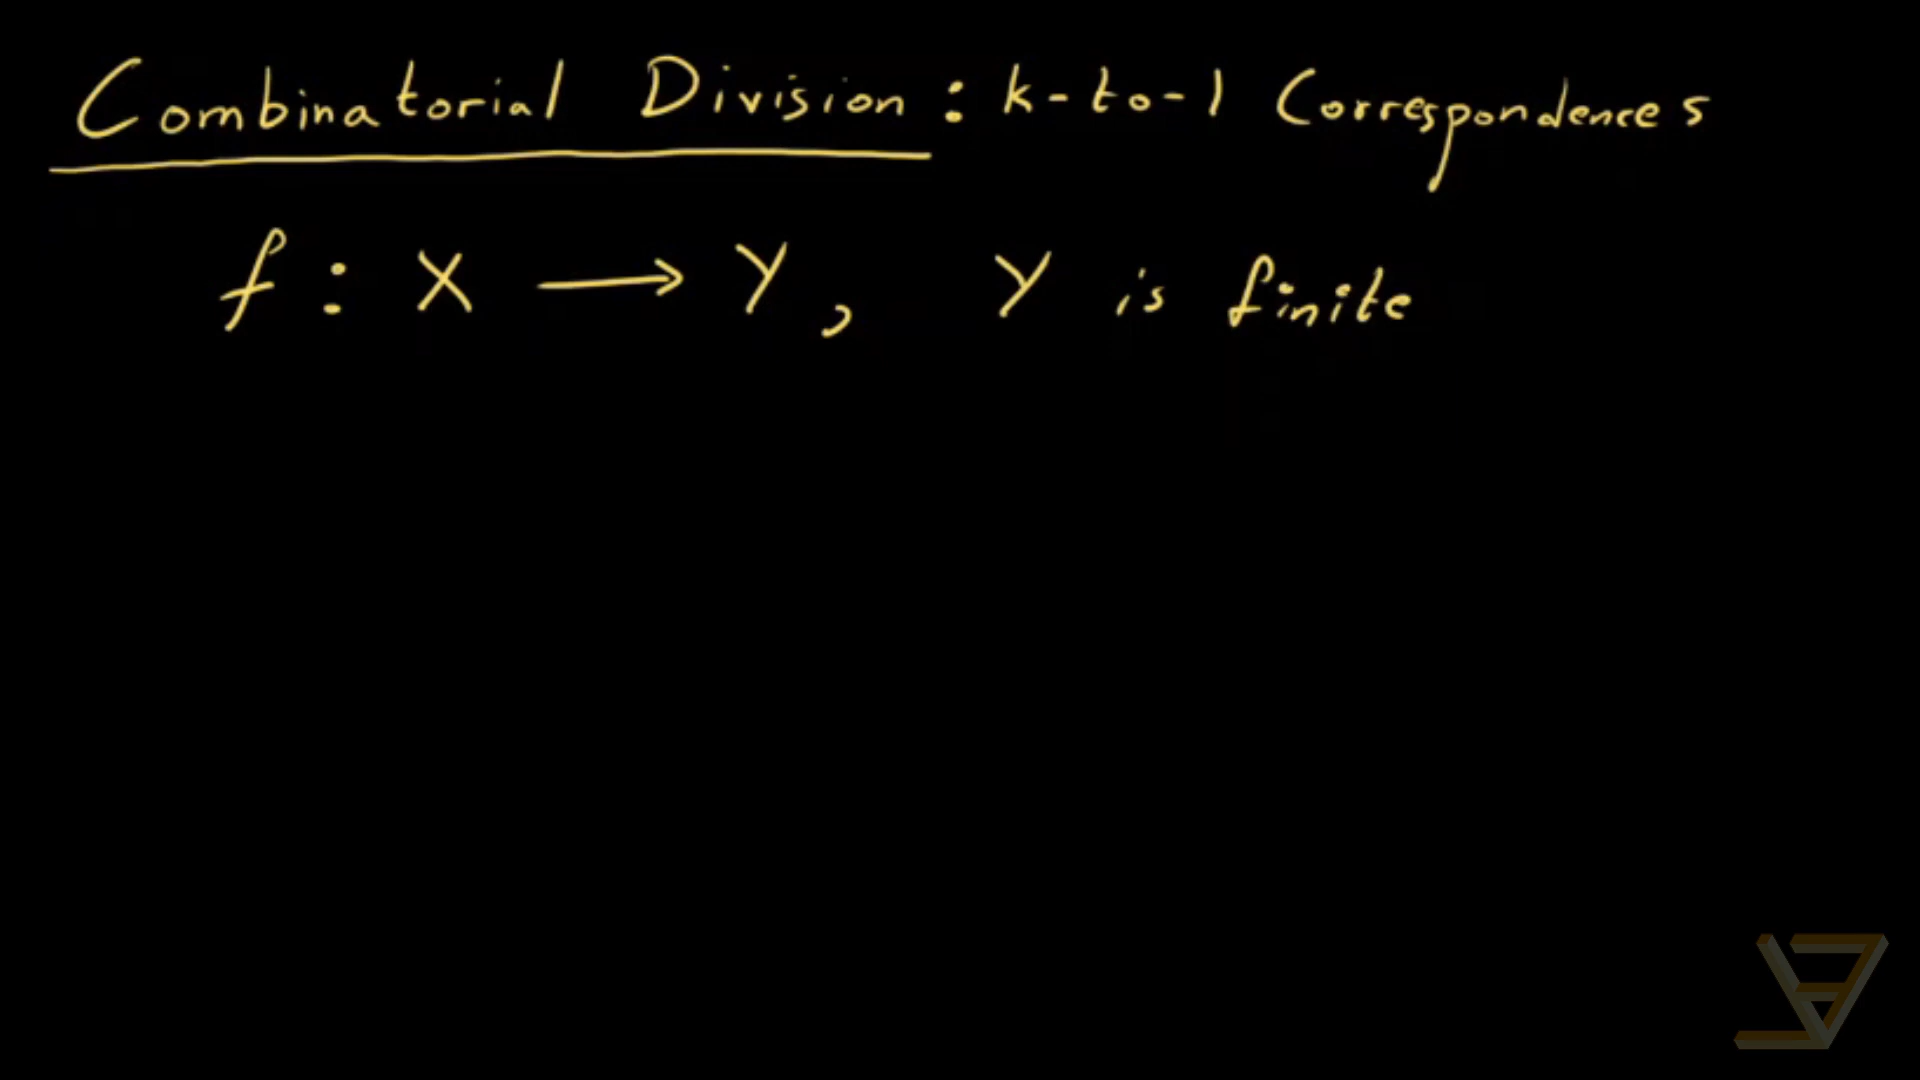 Combinatorial Division : k-to-1 Correspondences
f : X ⟶ Y, Y is finite